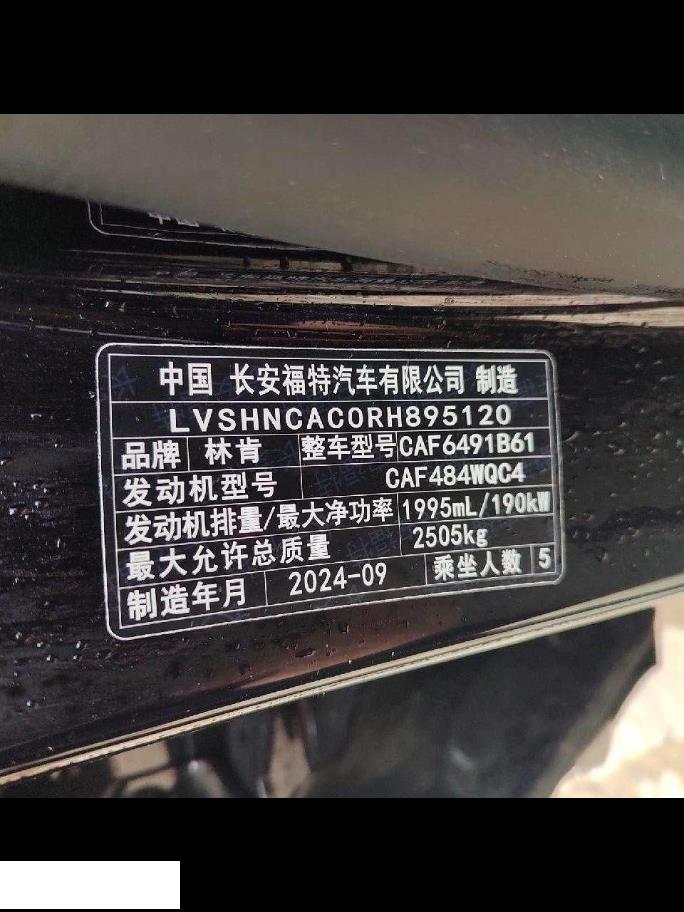 中国 长安福特汽车有限公司 制造
LVSHNCAC0RH895120
品牌 林肯 整车型号 CAF6491B61
发动机型号 CAF484WQC4
发动机排量/最大净功率 1995mL/190kW
最大允许总质量 2505kg
制造年月 2024-09 乘坐人数 5